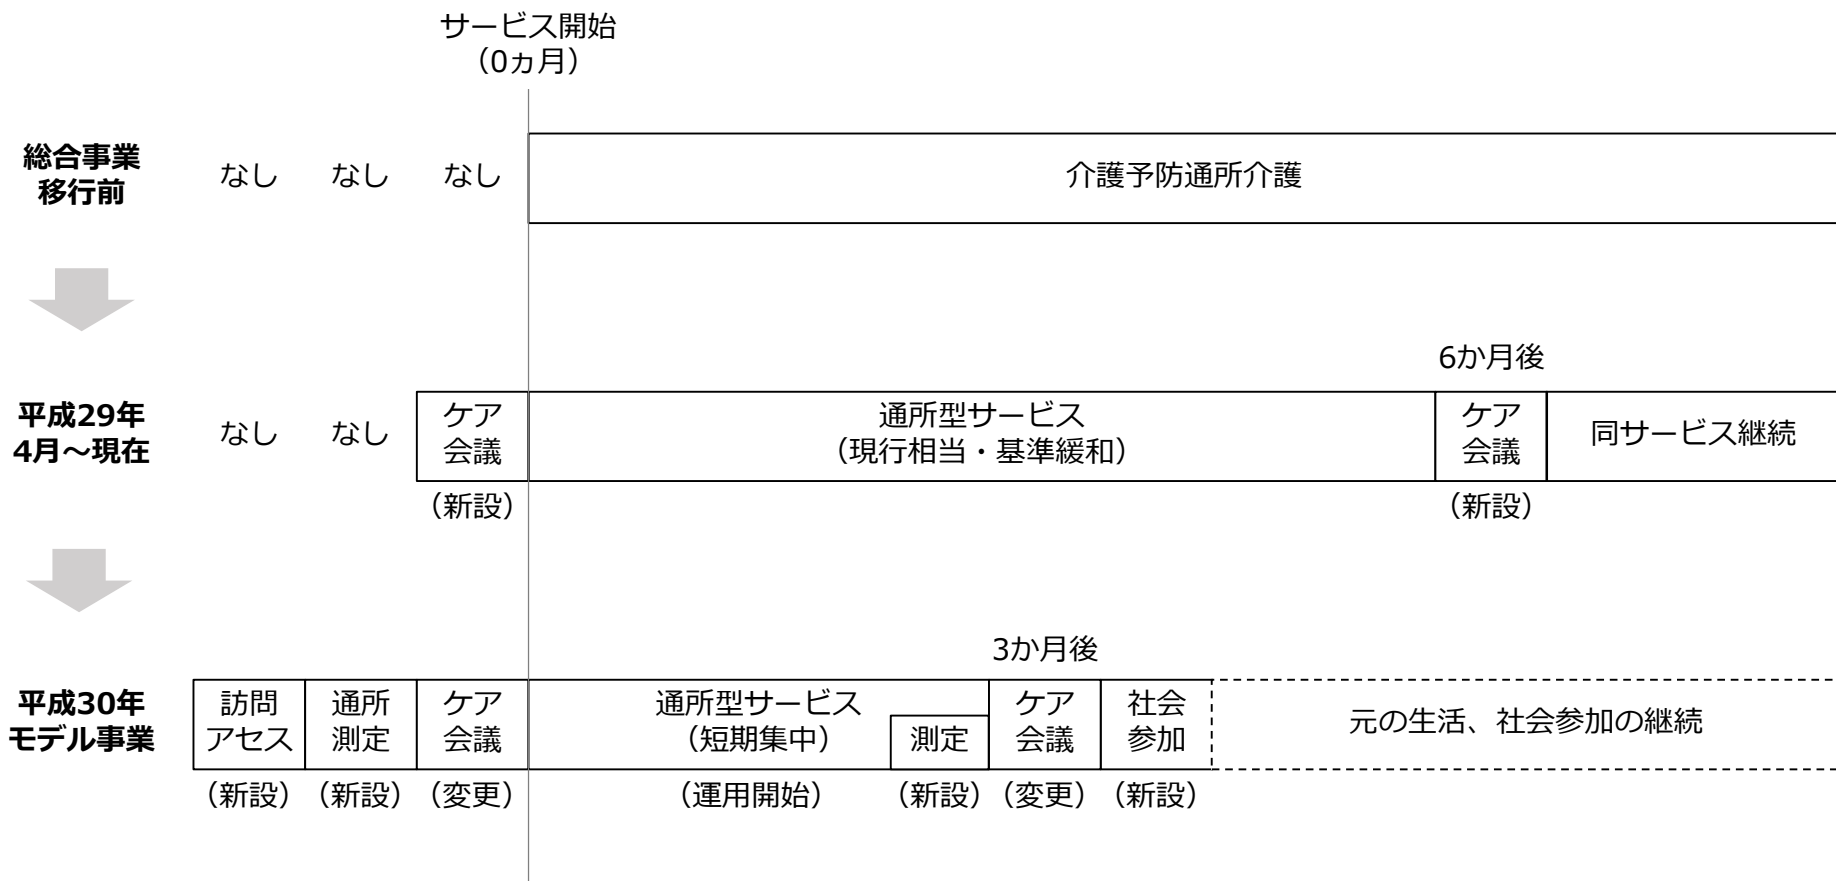 サービス開始
（0ヵ月）
総合事業
移行前
なし
なし
なし
介護予防通所介護
6か月後
平成29年
4月～現在
なし
なし
ケア
会議
通所型サービス
（現行相当・基準緩和）
ケア
会議
同サービス継続
（新設）
（新設）
3か月後
平成30年
モデル事業
訪問
アセス
通所
測定
ケア
会議
通所型サービス
（短期集中）
測定
ケア
会議
社会
参加
元の生活、社会参加の継続
（新設）
（新設）
（変更）
（運用開始）
（新設）
（変更）
（新設）